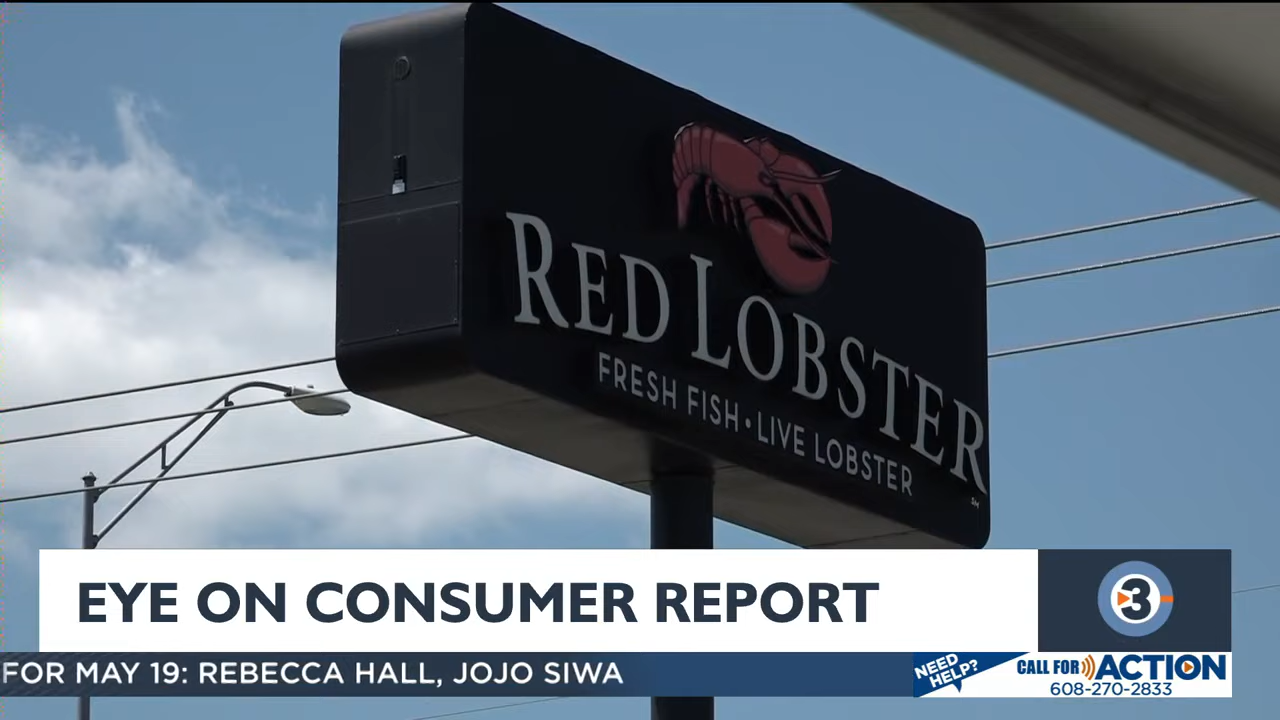 RED LOBSTER
FRESH FISH • LIVE LOBSTER
SM
EYE ON CONSUMER REPORT
3
FOR MAY 19: REBECCA HALL, JOJO SIWA
NEED HELP?
CALL FOR ACTION
608-270-2833